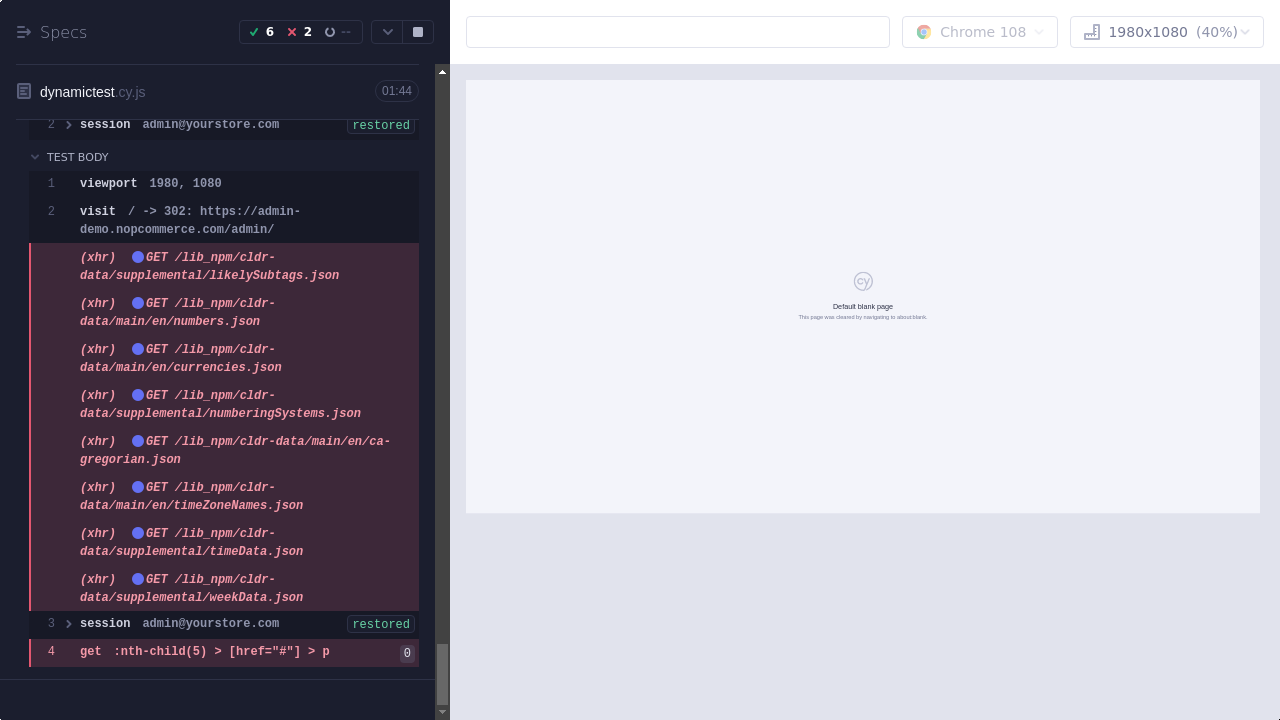 Specs
6
2
--
Chrome 108
1980x1080 (40%)
dynamictest.cy.js
01:44
2 session admin@yourstore.com restored
TEST BODY
1 viewport 1980, 1080
2 visit / -> 302: https://admin-
demo.nopcommerce.com/admin/
(xhr) GET /lib_npm/cldr-
data/supplemental/likelySubtags.json
(xhr) GET /lib_npm/cldr-
data/main/en/numbers.json
(xhr) GET /lib_npm/cldr-
data/main/en/currencies.json
(xhr) GET /lib_npm/cldr-
data/supplemental/numberingSystems.json
(xhr) GET /lib_npm/cldr-data/main/en/ca-
gregorian.json
(xhr) GET /lib_npm/cldr-
data/main/en/timeZoneNames.json
(xhr) GET /lib_npm/cldr-
data/supplemental/timeData.json
(xhr) GET /lib_npm/cldr-
data/supplemental/weekData.json
3 session admin@yourstore.com restored
4 get :nth-child(5) > [href="#"] > p 0
cy
Default blank page
This page was cleared by navigating to about:blank.